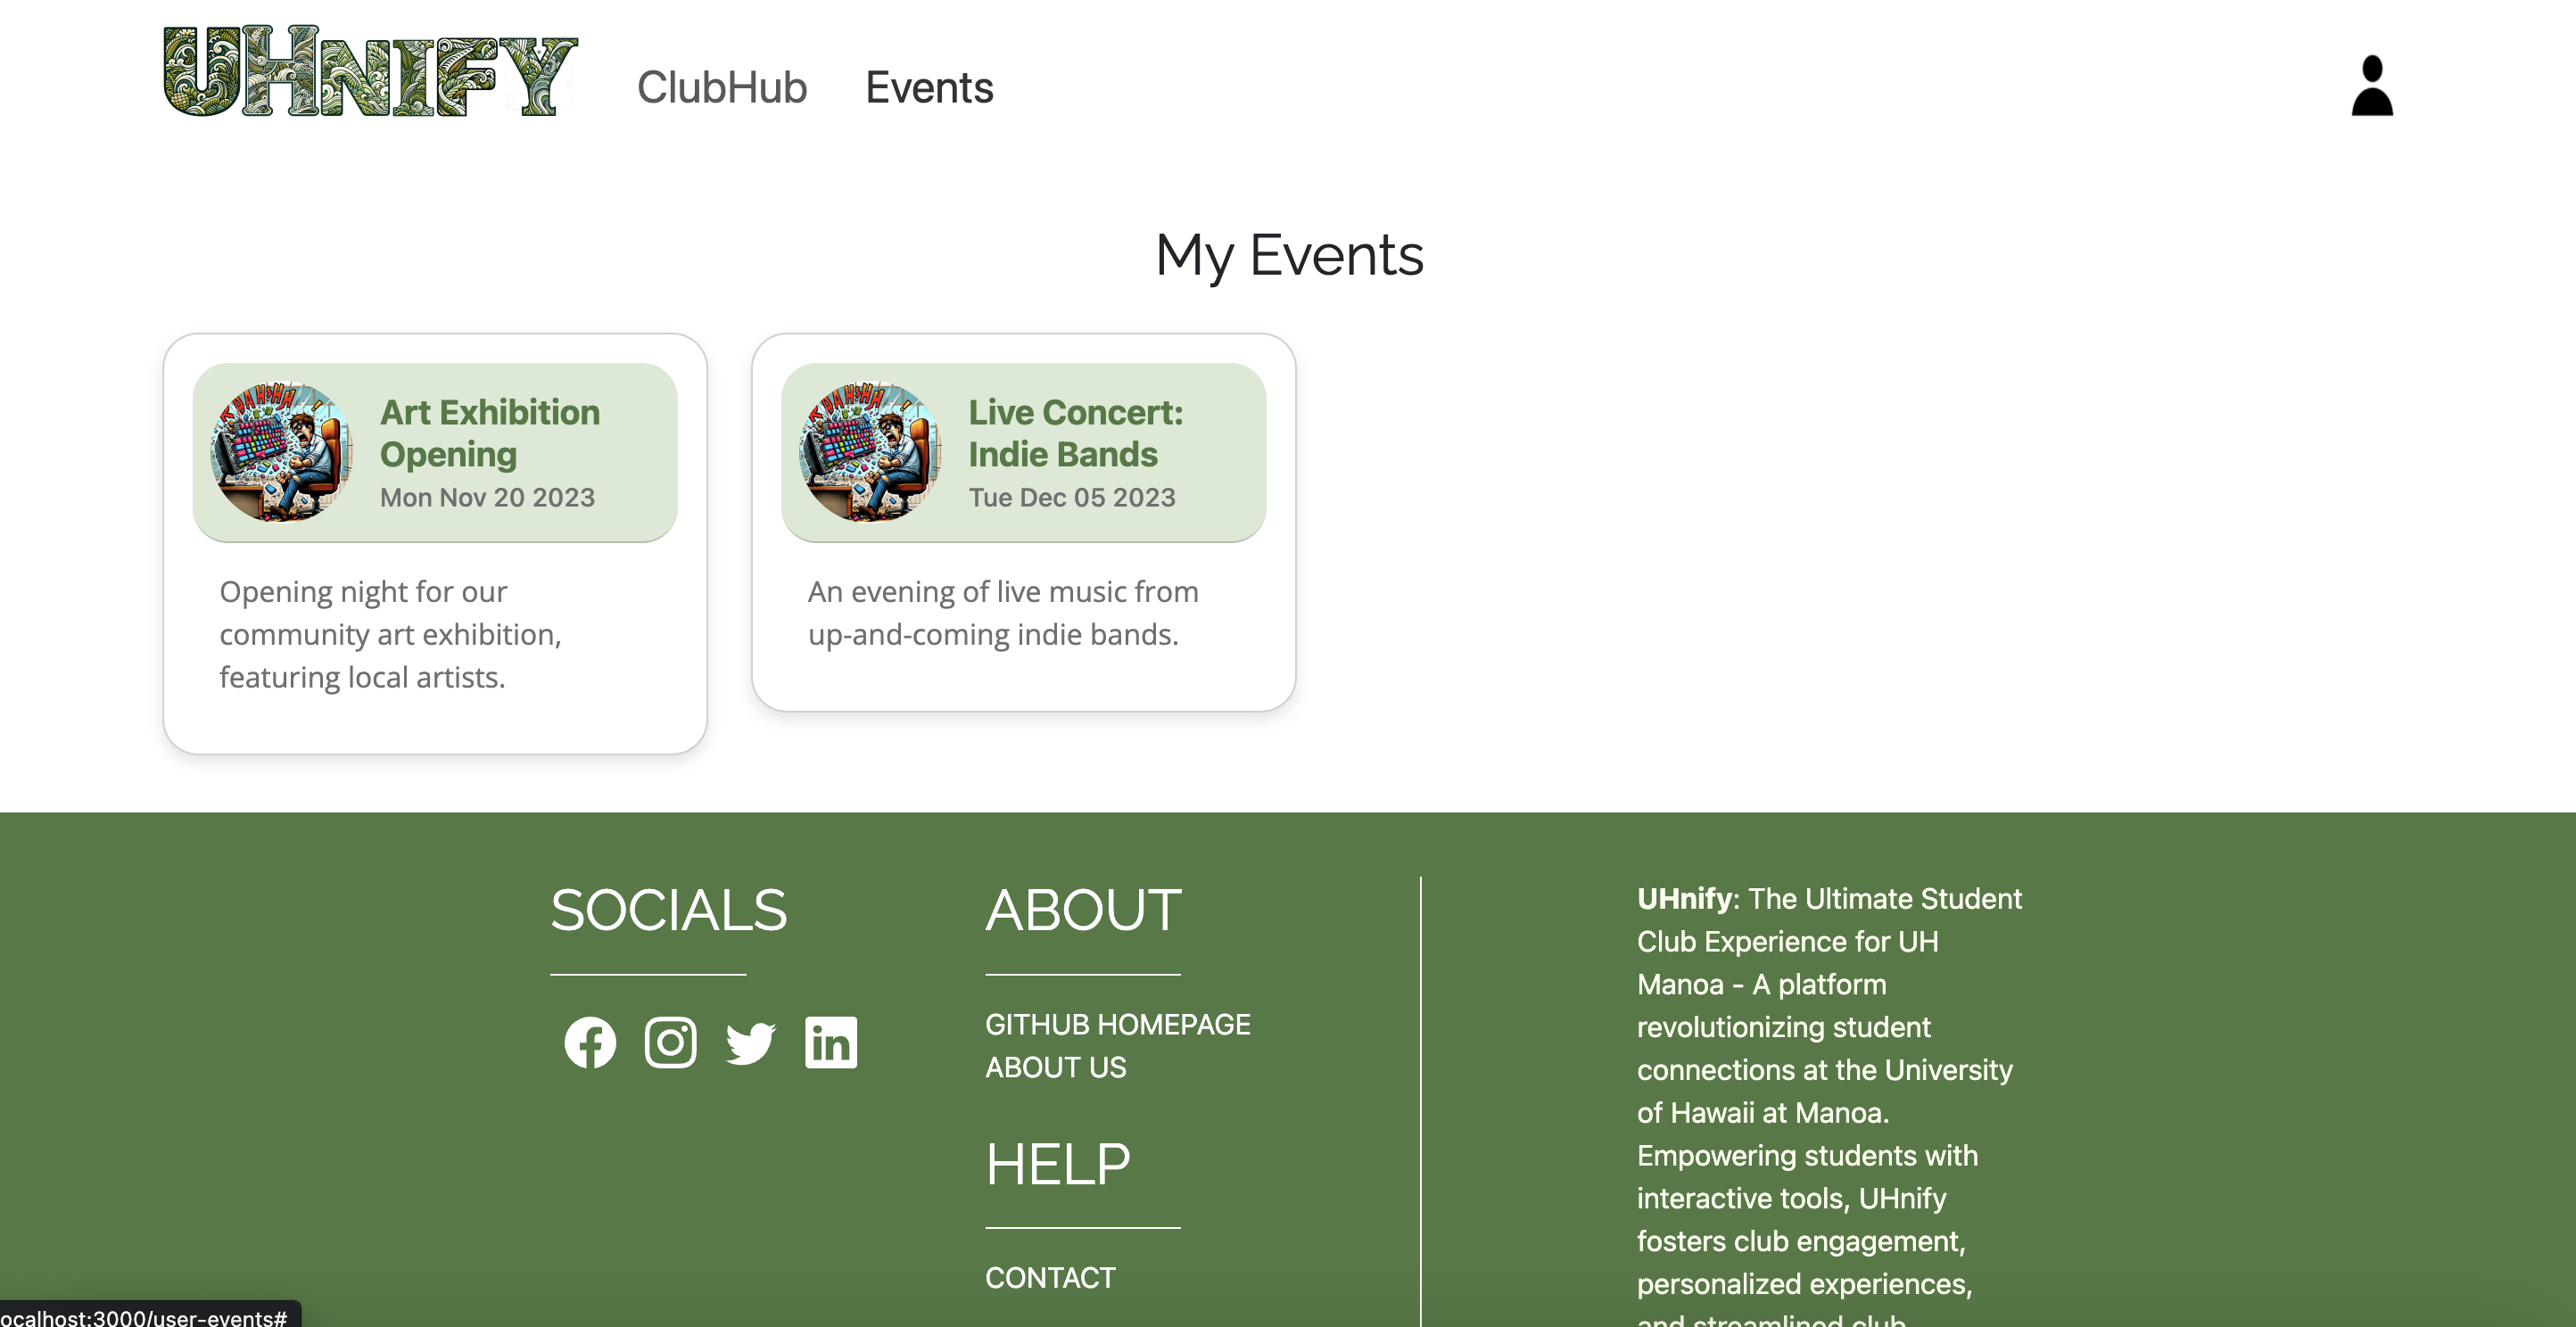 UHNIFY
ClubHub
Events
My Events
Art Exhibition
Opening
Mon Nov 20 2023
Opening night for our
community art exhibition,
featuring local artists.
Live Concert:
Indie Bands
Tue Dec 05 2023
An evening of live music from
up-and-coming indie bands.
SOCIALS
ABOUT
GITHUB HOMEPAGE
ABOUT US
HELP
CONTACT
UHnify: The Ultimate Student
Club Experience for UH
Manoa - A platform
revolutionizing student
connections at the University
of Hawaii at Manoa.
Empowering students with
interactive tools, UHnify
fosters club engagement,
personalized experiences,
and streamlined club
ocalhost:3000/user-events#